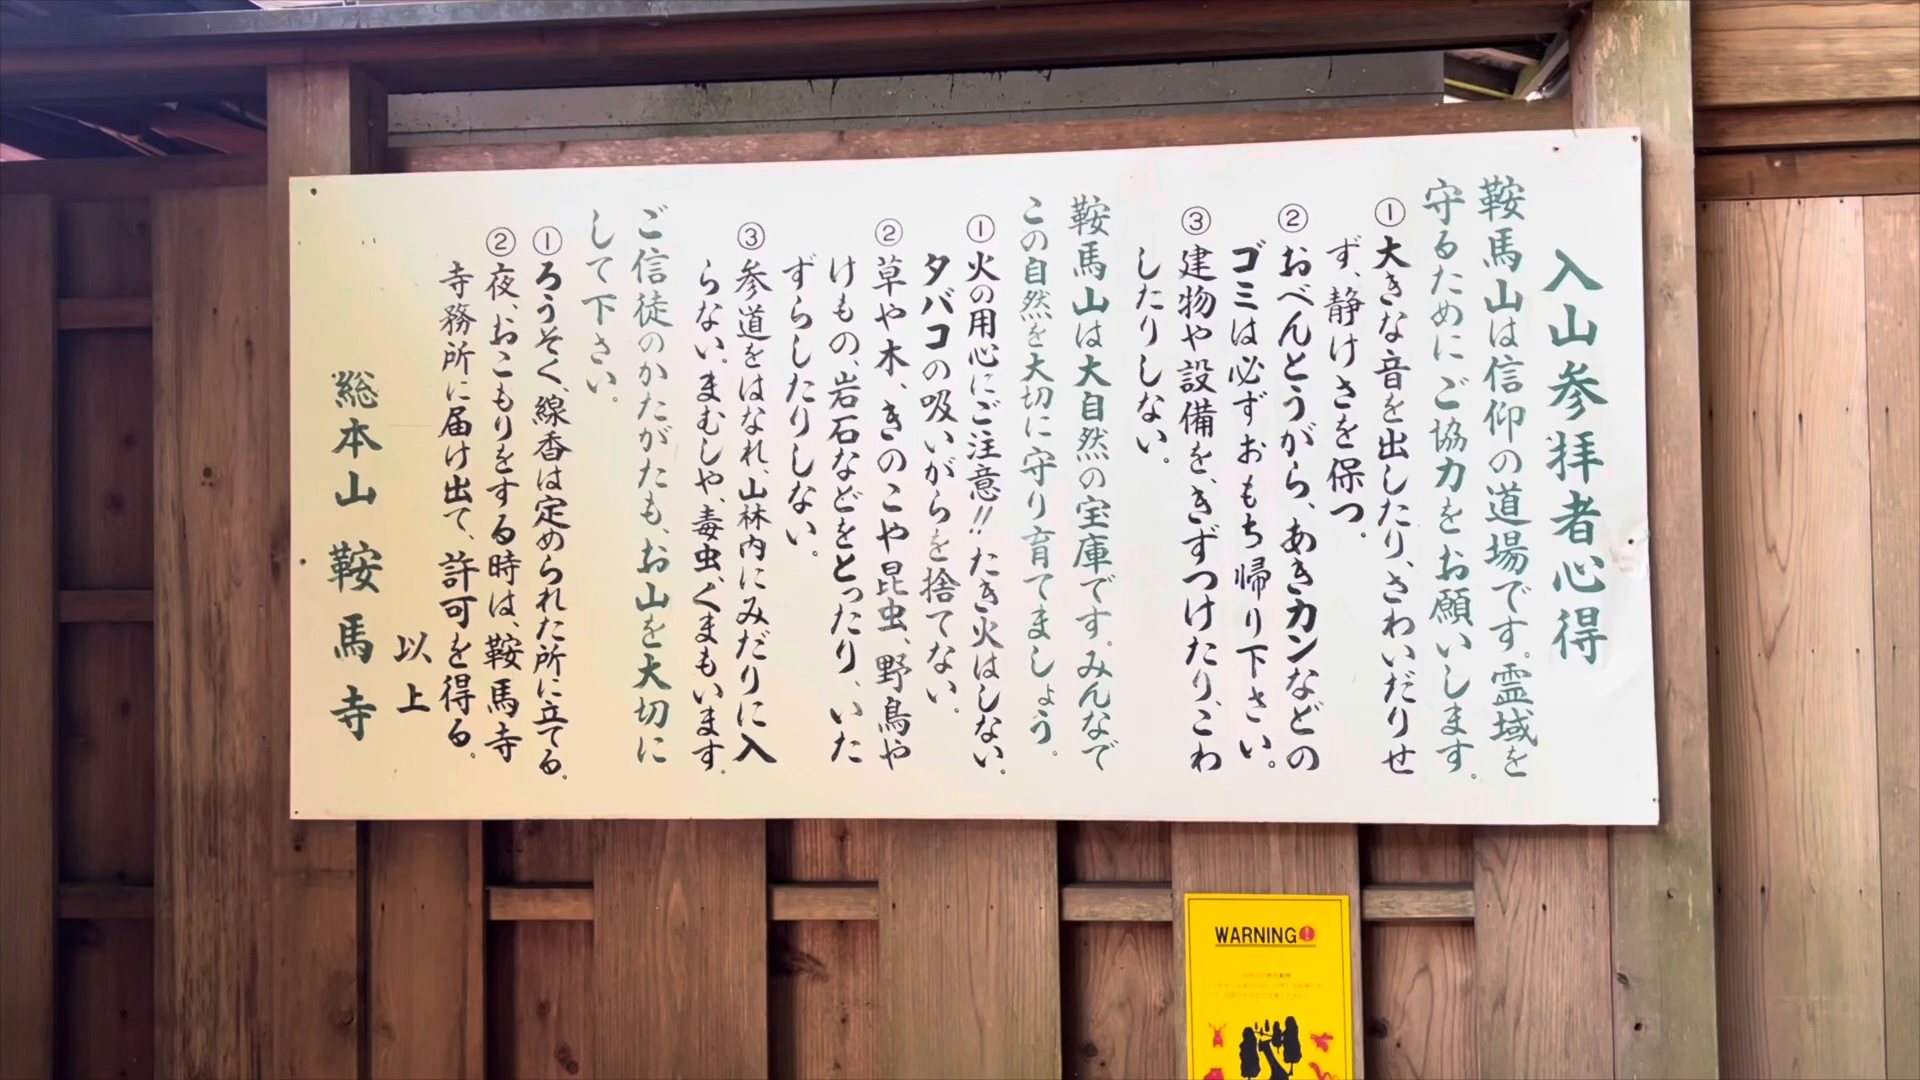 入山参拝者心得
鞍馬山は信仰の道場です。霊域を
守るためにご協力をお願いします。
①大きな音を出したり、さわいだりせ
ず、静けさを保つ。
②おべんとうがら、あきカンなどの
ゴミは必ずおもち帰り下さい。
③建物や設備を、きずつけたり、こわ
したりしない。
鞍馬山は大自然の宝庫です。みんなで
この自然を大切に守り育てましょう。
①火の用心にご注意!!たき火はしない。
タバコの吸いがらを捨てない。
②草や木、きのこや昆虫、野鳥や
けもの、岩石などをとったり、いた
ずらしたりしない。
③参道をはなれ、山林内にみだりに入
らない。まむしや、毒虫、くまもいます。
ご信徒のかたがたも、お山を大切に
して下さい。
①ろうそく、線香は定められた所に立てる。
②夜、おこもりをする時は、鞍馬寺
寺務所に届け出て、許可を得る。
以上
総本山 鞍馬寺
WARNING!